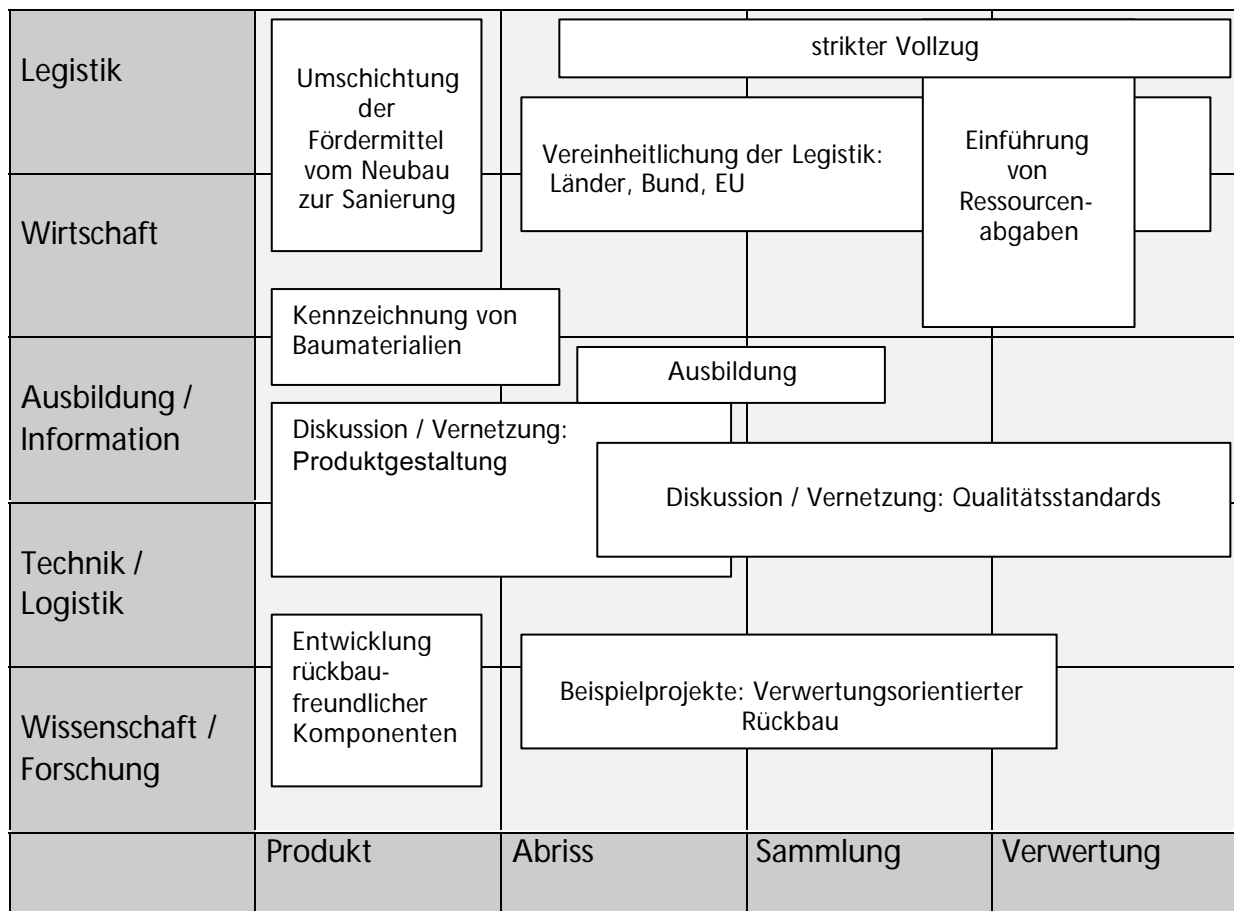 Legistik
Umschichtung
der
Fördermittel
vom Neubau
zur Sanierung
strikter Vollzug
Vereinheitlichung der Legistik:
Länder, Bund, EU
Einführung
von
Ressourcen-
abgaben
Wirtschaft
Kennzeichnung von
Baumaterialien
Ausbildung /
Information
Ausbildung
Diskussion / Vernetzung:
Produktgestaltung
Diskussion / Vernetzung: Qualitätsstandards
Technik /
Logistik
Entwicklung
rückbau-
freundlicher
Komponenten
Beispielprojekte: Verwertungsorientierter
Rückbau
Wissenschaft /
Forschung
Produkt
Abriss
Sammlung
Verwertung